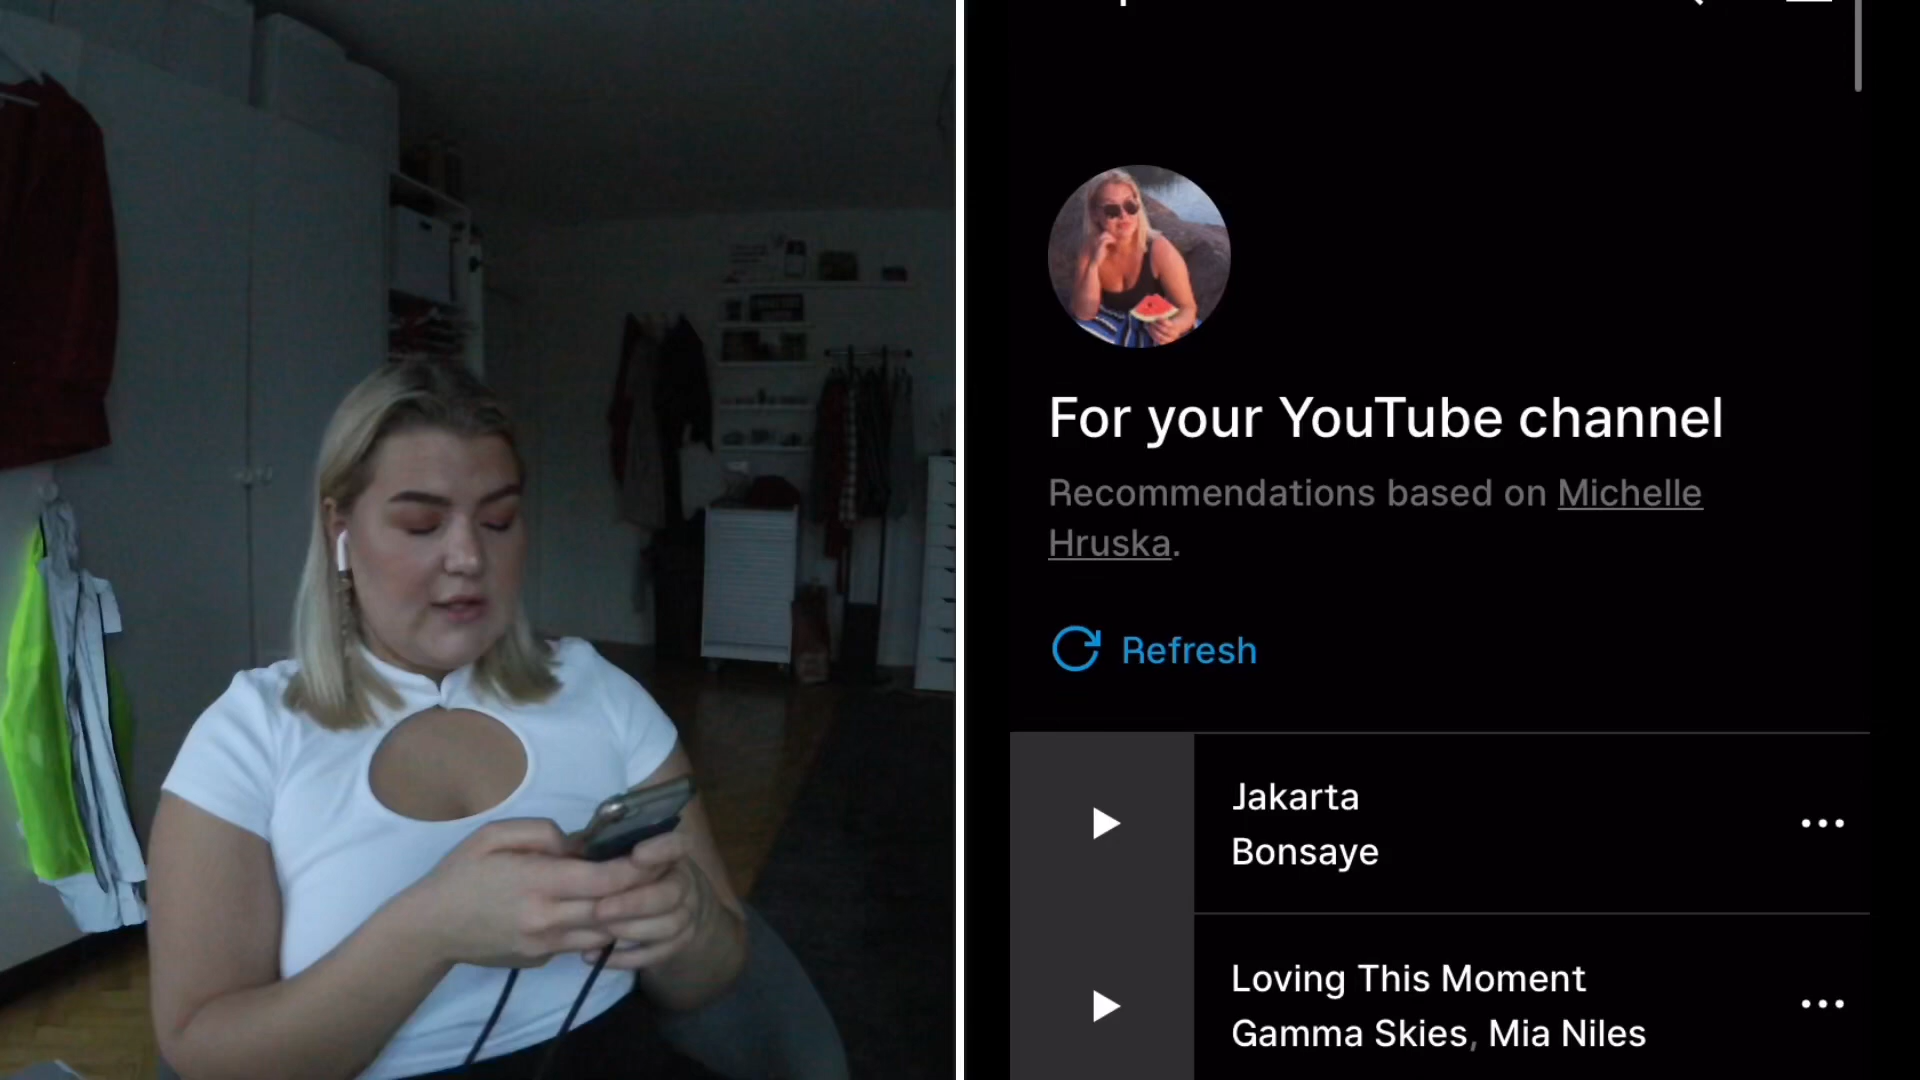 For your YouTube channel
Recommendations based on Michelle
Hruska.
Refresh
Jakarta
Bonsaye
Loving This Moment
Gamma Skies, Mia Niles